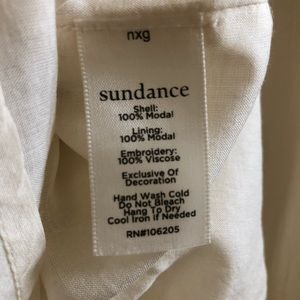 nxg
sundance
Shell:
100% Modal
Lining:
100% Modal
Embroidery:
100% Viscose
Exclusive Of
Decoration
Hand Wash Cold
Do Not Bleach
Hang To Dry
Cool Iron if Needed
RN#106205